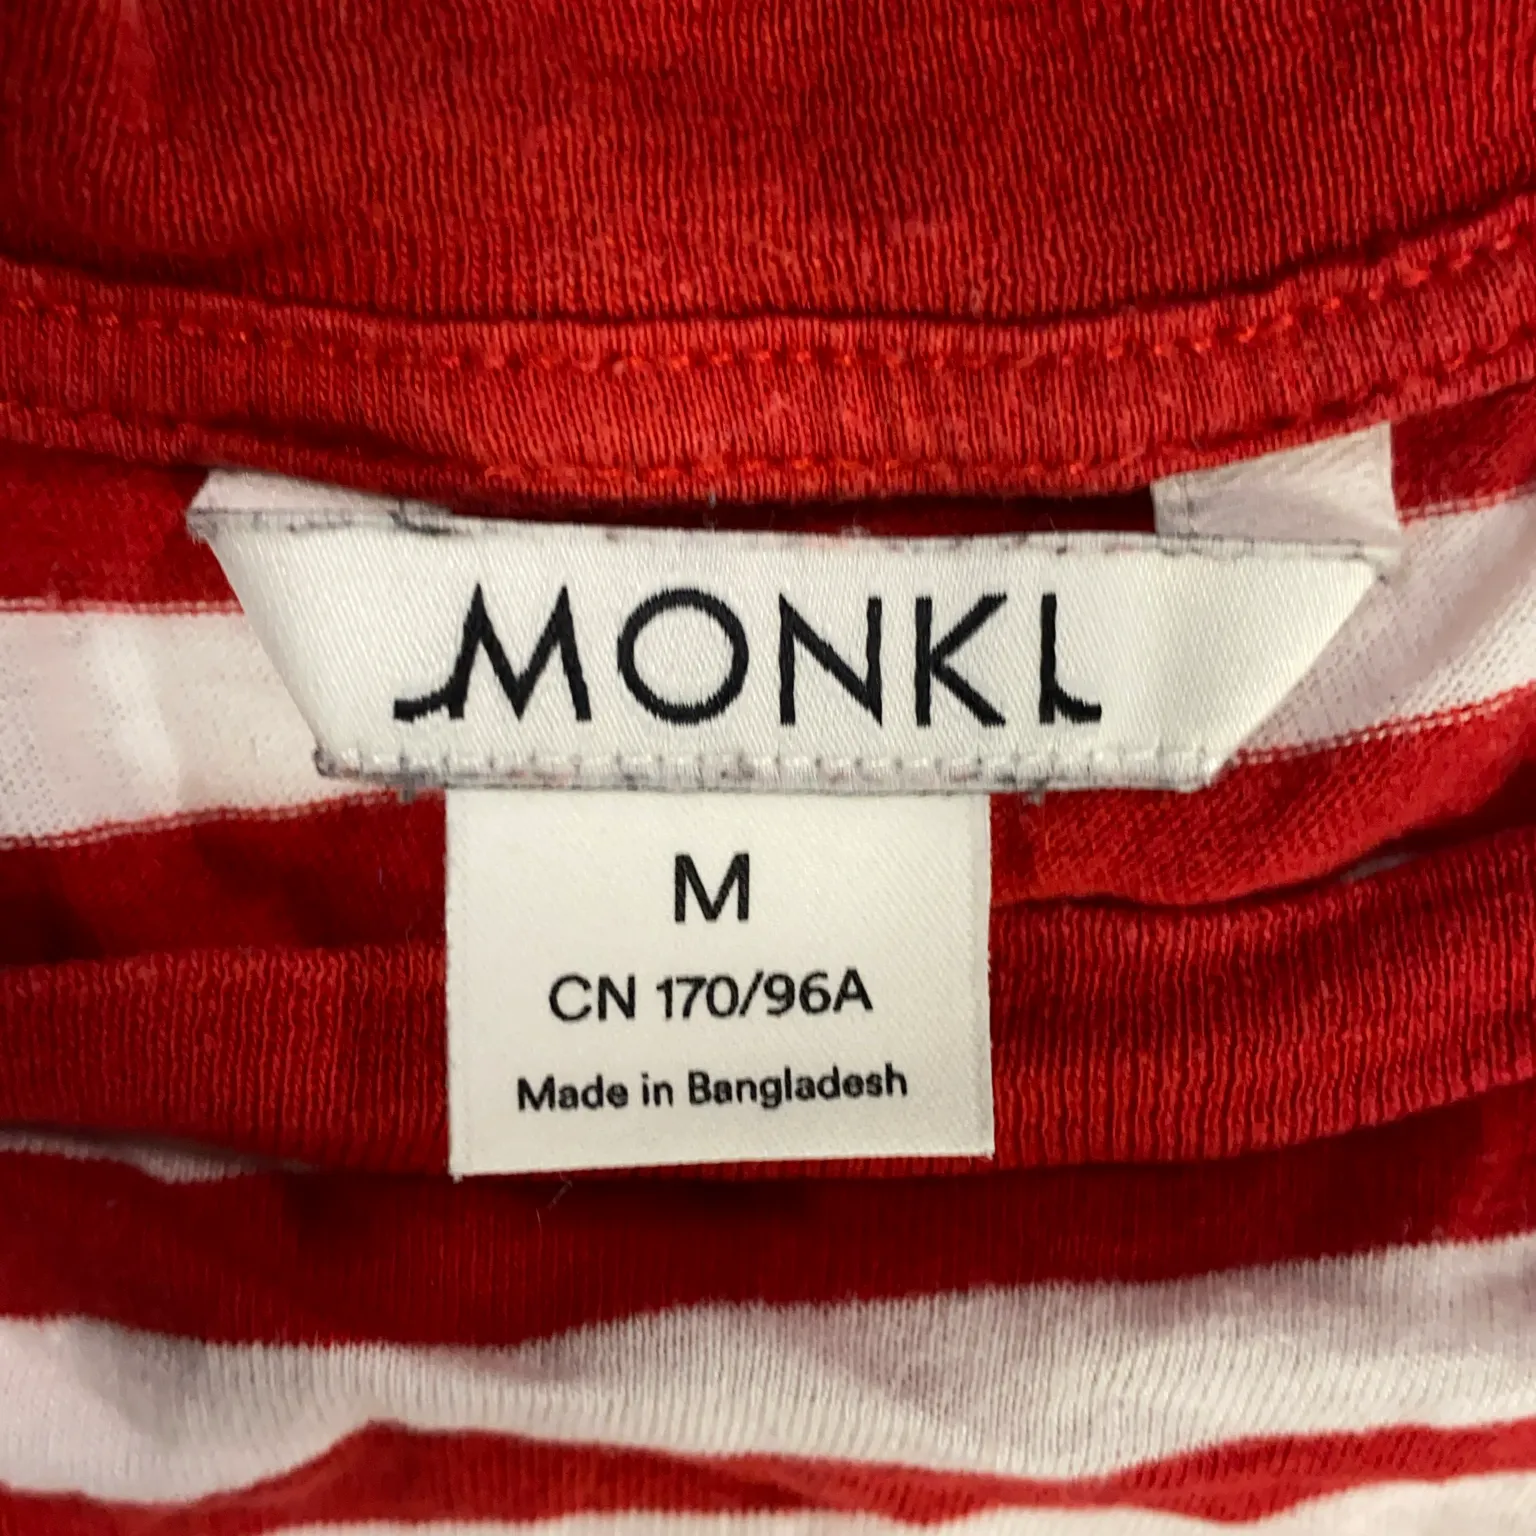 MONKI
M
CN 170/96A
Made in Bangladesh